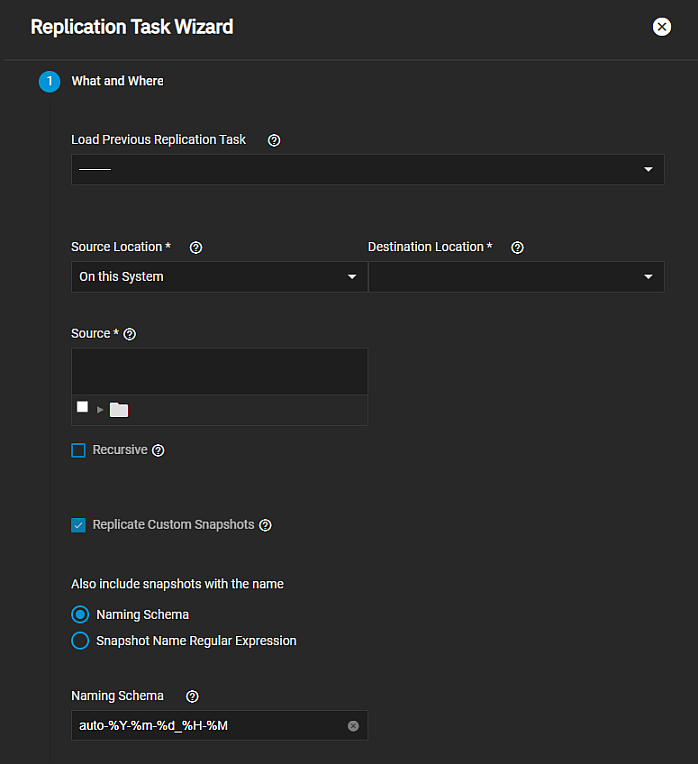 Replication Task Wizard
1 What and Where
Load Previous Replication Task
Source Location * Destination Location *
On this System
Source *
Recursive
Replicate Custom Snapshots
Also include snapshots with the name
Naming Schema
Snapshot Name Regular Expression
Naming Schema
auto-%Y-%m-%d_%H-%M